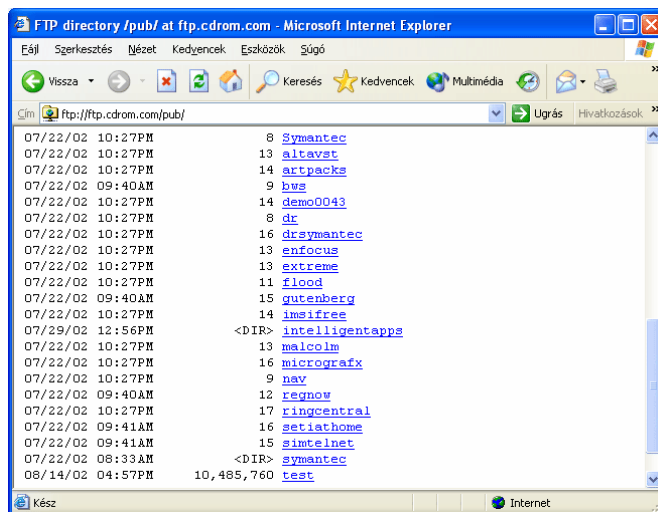 FTP directory /pub/ at ftp.cdrom.com - Microsoft Internet Explorer
Fájl Szerkesztés Nézet Kedvencek Eszközök Súgó
Vissza Keresés Kedvencek Multimédia »
Cím ftp://ftp.cdrom.com/pub/ Ugrás Hivatkozások »
07/22/02 10:27PM 8 Symantec
07/22/02 10:27PM 13 altavst
07/22/02 10:27PM 14 artpacks
07/22/02 09:40AM 9 bws
07/22/02 10:27PM 14 demo0043
07/22/02 10:27PM 8 dr
07/22/02 10:27PM 16 drsymantec
07/22/02 10:27PM 13 enfocus
07/22/02 10:27PM 13 extreme
07/22/02 10:27PM 11 flood
07/22/02 09:40AM 15 gutenberg
07/22/02 10:27PM 14 imsifree
07/29/02 12:56PM <DIR> intelligentapps
07/22/02 10:27PM 13 malcolm
07/22/02 10:27PM 16 micrografx
07/22/02 10:27PM 9 nav
07/22/02 09:40AM 12 regnow
07/22/02 10:27PM 17 ringcentral
07/22/02 09:41AM 16 setiathome
07/22/02 09:41AM 15 simtelnet
07/22/02 08:33AM <DIR> symantec
08/14/02 04:57PM 10,485,760 test
Kész Internet